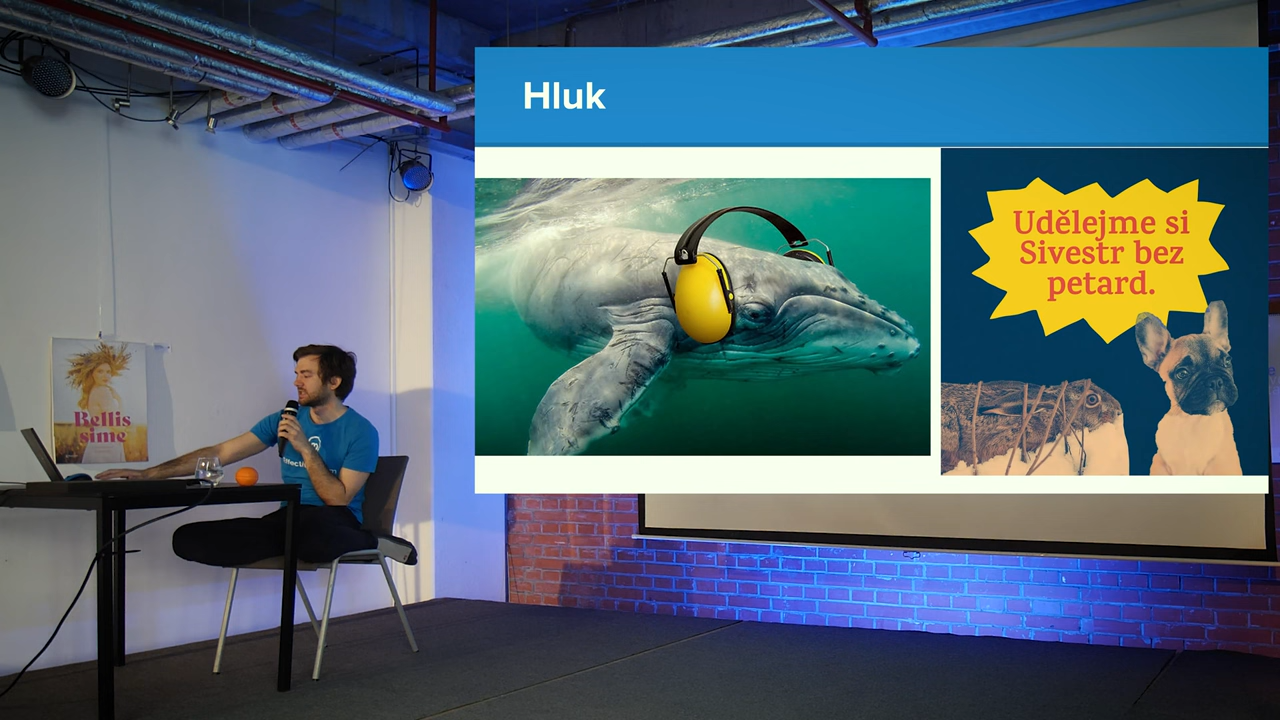 Hluk
Udělejme si
Sivestr bez
petard.
Bellis
sime